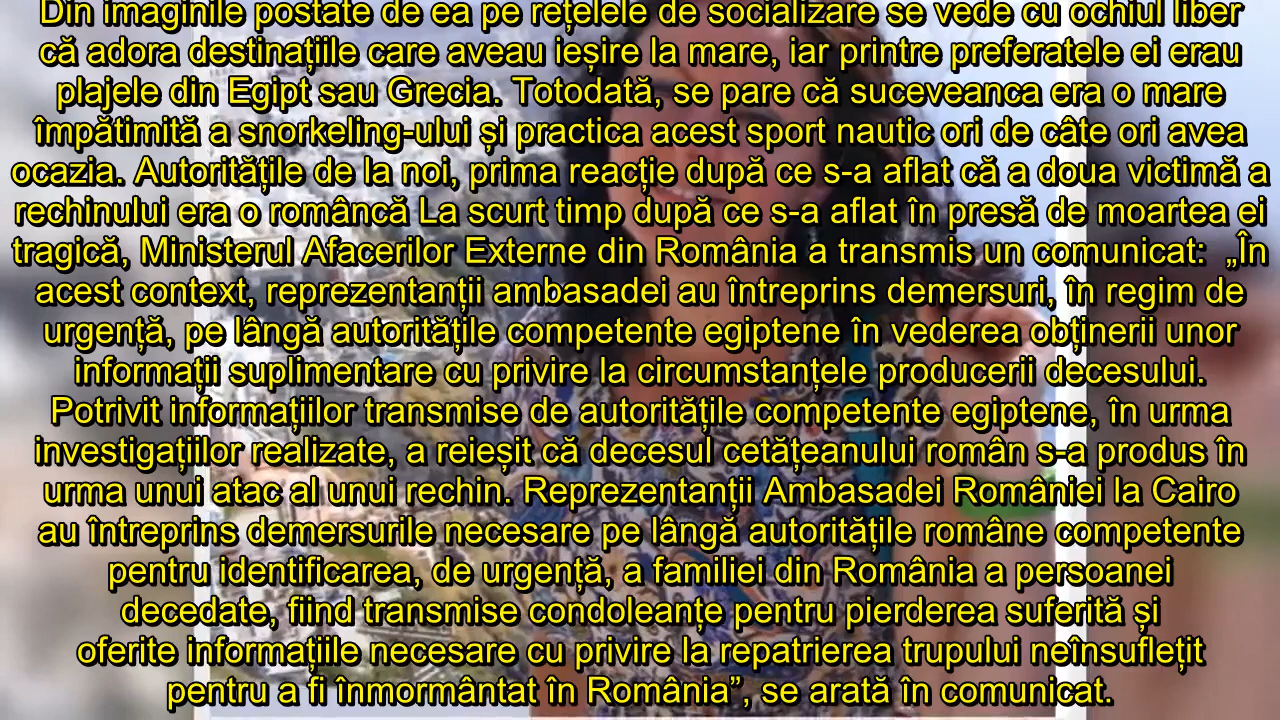 Din imaginile postate de ea pe rețelele de socializare se vede cu ochiul liber
că adora destinațiile care aveau ieșire la mare, iar printre preferatele ei erau
plajele din Egipt sau Grecia. Totodată, se pare că suceveanca era o mare
împătimită a snorkeling-ului și practica acest sport nautic ori de câte ori avea
ocazia. Autoritățile de la noi, prima reacție după ce s-a aflat că a doua victimă a
rechinului era o româncă La scurt timp după ce s-a aflat în presă de moartea ei
tragică, Ministerul Afacerilor Externe din România a transmis un comunicat: „În
acest context, reprezentanții ambasadei au întreprins demersuri, în regim de
urgență, pe lângă autoritățile competente egiptene în vederea obținerii unor
informații suplimentare cu privire la circumstanțele producerii decesului.
Potrivit informațiilor transmise de autoritățile competente egiptene, în urma
investigațiilor realizate, a reieșit că decesul cetățeanului român s-a produs în
urma unui atac al unui rechin. Reprezentanții Ambasadei României la Cairo
au întreprins demersurile necesare pe lângă autoritățile române competente
pentru identificarea, de urgență, a familiei din România a persoanei
decedate, fiind transmise condoleanțe pentru pierderea suferită și
oferite informațiile necesare cu privire la repatrierea trupului neînsuflețit
pentru a fi înmormântat în România”, se arată în comunicat.